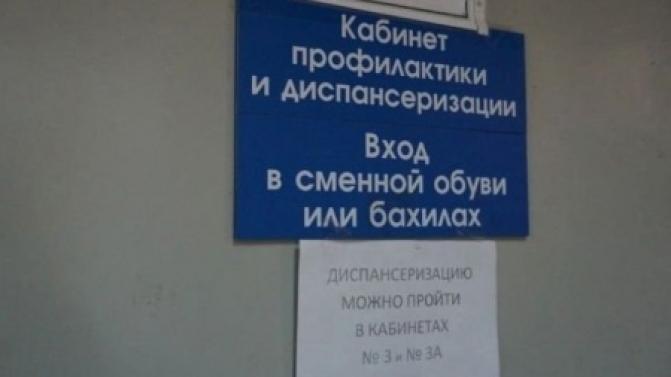 Кабинет
профилактики
и диспансеризации
Вход
в сменной обуви
или бахилах
ДИСПАНСЕРИЗАЦИЮ
МОЖНО ПРОЙТИ
В КАБИНЕТАХ
№ 3 и № 3А